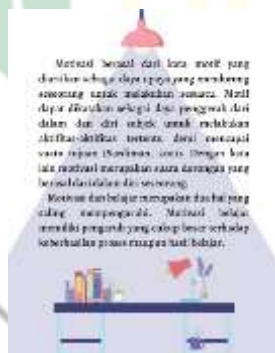 Motivasi berasal dari kata motif yang
diartikan sebagai daya upaya yang mendorong
seseorang untuk melakukan sesuatu. Motif
dapat dikatakan sebagai daya penggerak dari
dalam dan diri subjek untuk melakukan
aktifitas-aktifitas tertentu demi mencapai
suatu tujuan (Sardiman, Dengan kata
lain motivasi merupakan suatu dorongan yang
berasal dari dalam diri seseorang.
Motivasi dan belajar merupakan dua hal yang
saling mempengaruhi. Motivasi belajar
memiliki pengaruh yang cukup besar terhadap
keberhasilan proses maupun hasil belajar.